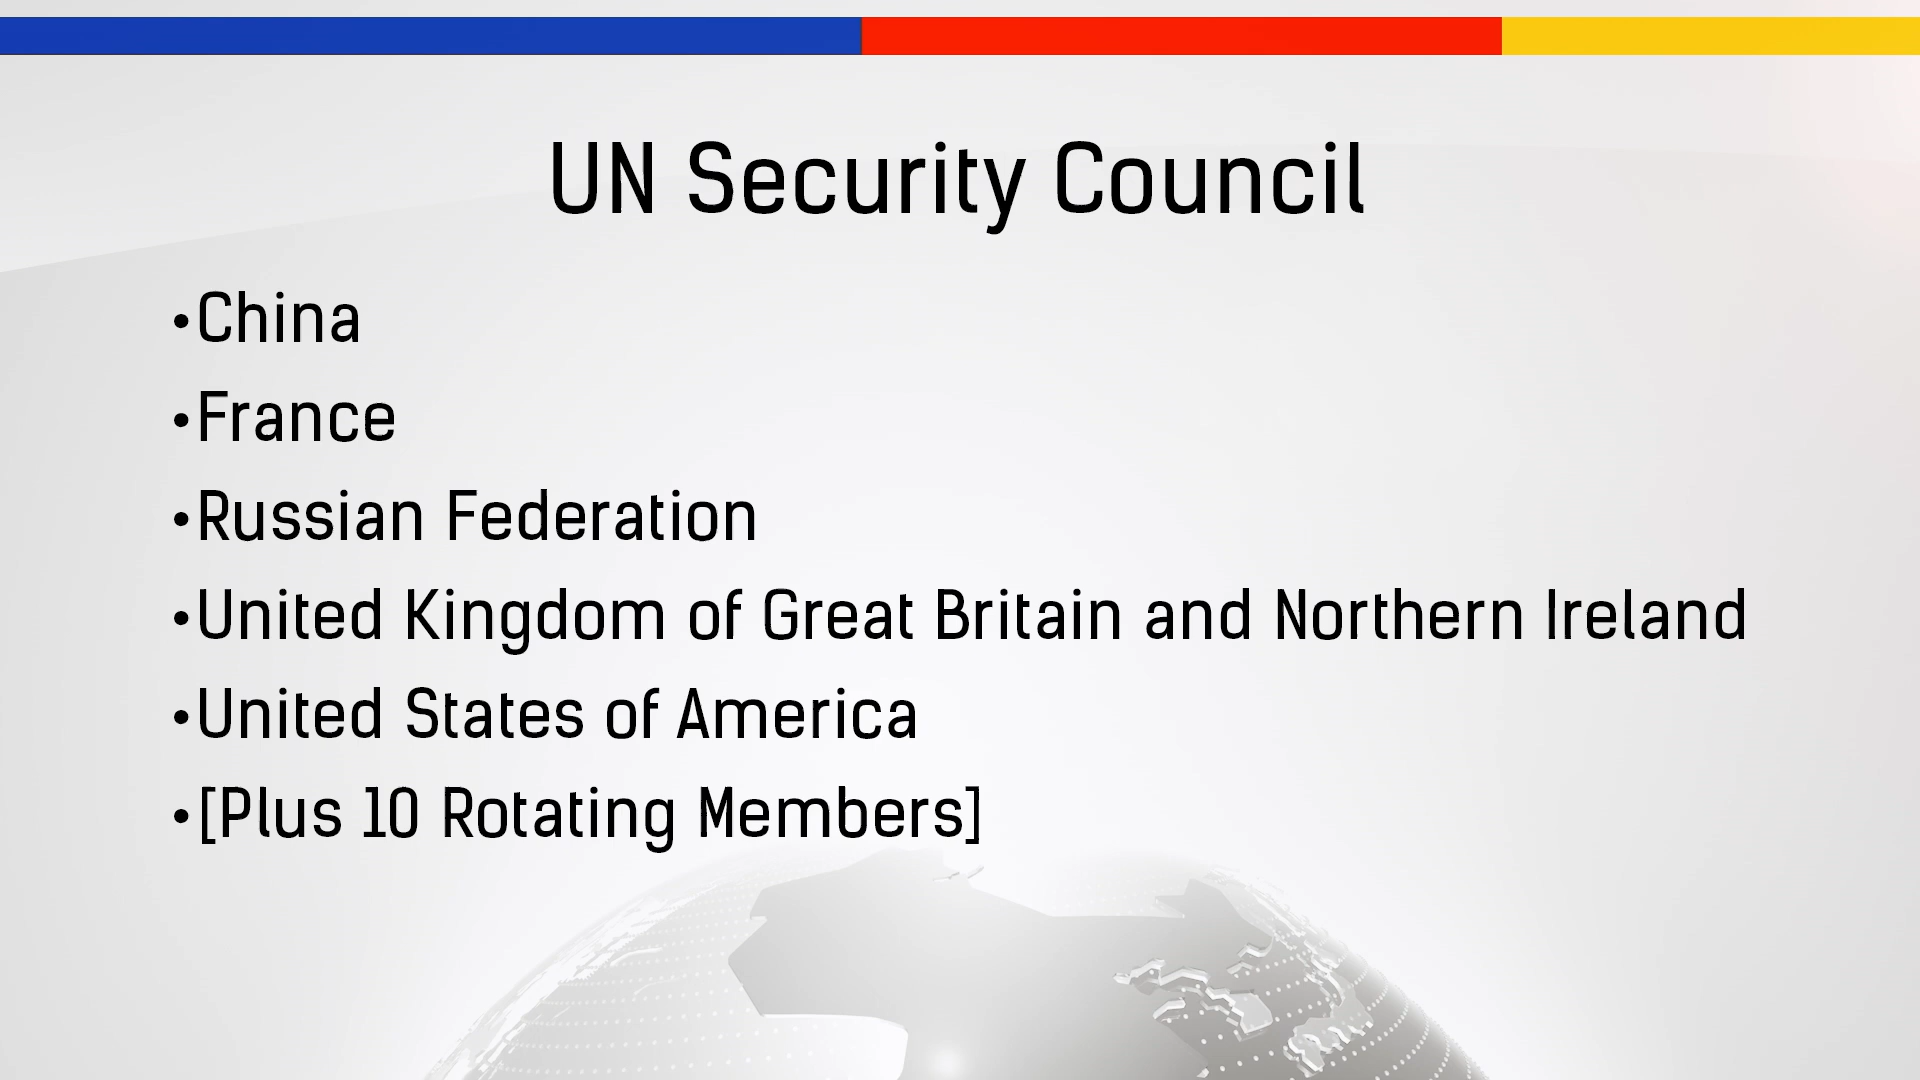 UN Security Council
•China
•France
•Russian Federation
•United Kingdom of Great Britain and Northern Ireland
•United States of America
•[Plus 10 Rotating Members]